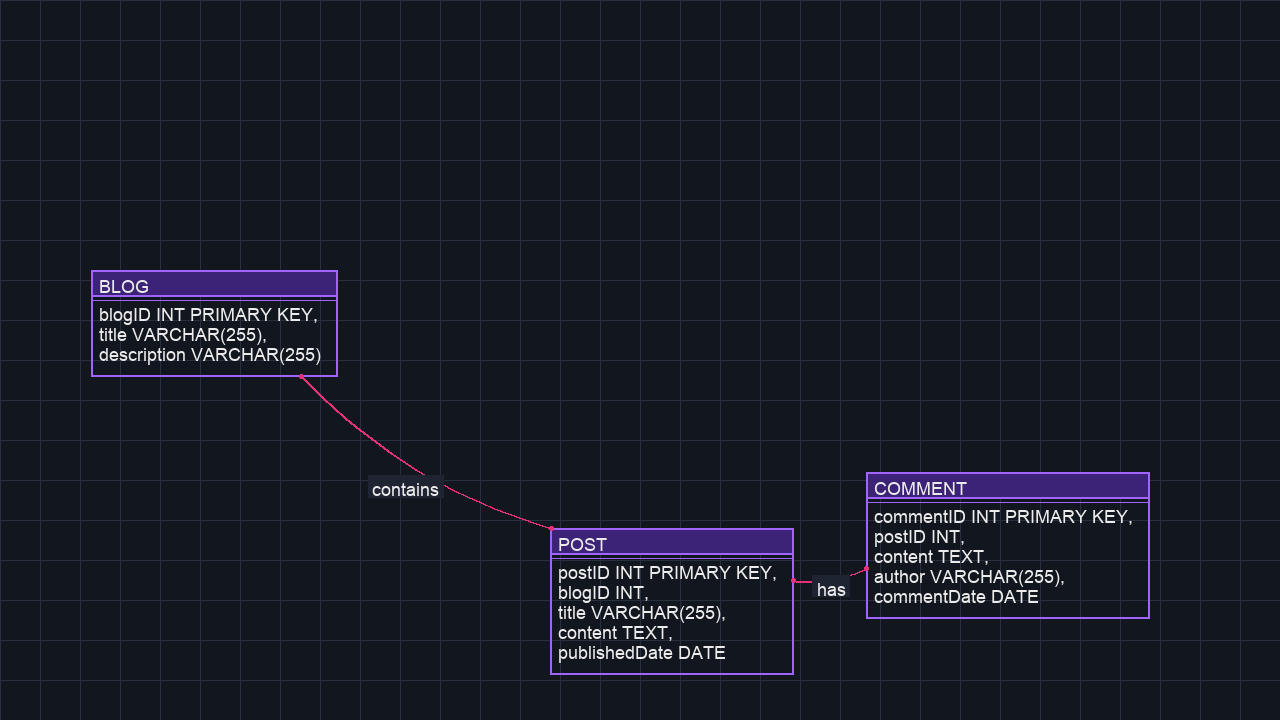 BLOG
blogID INT PRIMARY KEY,
title VARCHAR(255),
description VARCHAR(255)
contains
POST
postID INT PRIMARY KEY,
blogID INT,
title VARCHAR(255),
content TEXT,
publishedDate DATE
has
COMMENT
commentID INT PRIMARY KEY,
postID INT,
content TEXT,
author VARCHAR(255),
commentDate DATE